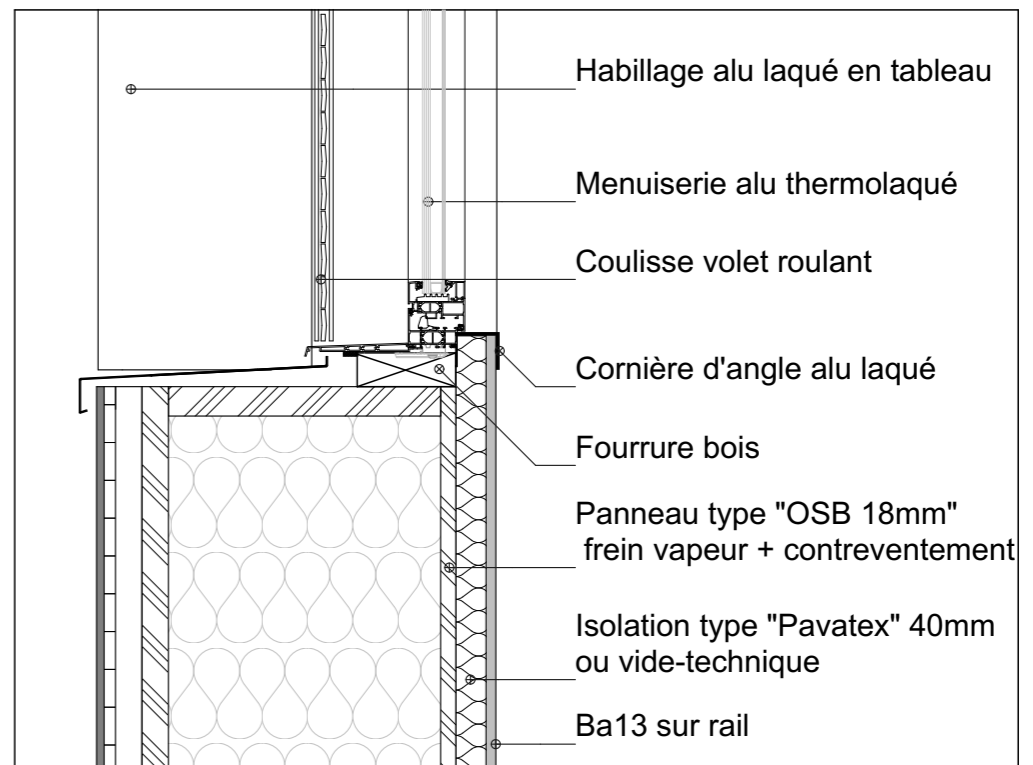 Habillage alu laqué en tableau
Menuiserie alu thermolaqué
Coulisse volet roulant
Cornière d'angle alu laqué
Fourrure bois
Panneau type "OSB 18mm"
frein vapeur + contreventement
Isolation type "Pavatex" 40mm
ou vide-technique
Ba13 sur rail